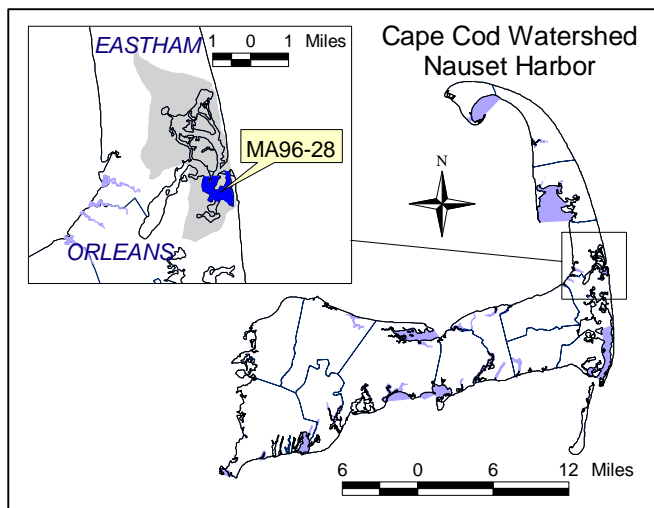 Cape Cod Watershed
Nauset Harbor
EASTHAM
1 0 1 Miles
MA96-28
ORLEANS
N
6 0 6 12 Miles